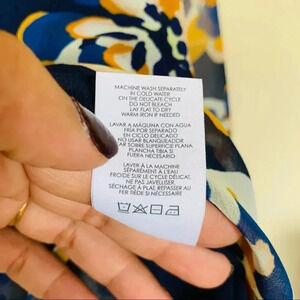 MACHINE WASH SEPARATELY
IN COLD WATER
ON THE DELICATE CYCLE
DO NOT BLEACH
LAY FLAT TO DRY
WARM IRON IF NEEDED
LAVAR A MÁQUINA CON AGUA
FRÍA POR SEPARADO
EN CICLO DELICADO
NO USAR BLANQUEADOR
AR SOBRE SUPERFICIE PLANA
PLANCHA TIBIA SI
FUERA NECESARIO
LAVER À LA MACHINE
SÉPARÉMENT À L'EAU
FROIDE SUR LE CYCLE DÉLICAT,
NE PAS JAVELLISER,
SÉCHAGE À PLAT, REPASSER AU
FER TIÈDE SI NÉCESSAIRE